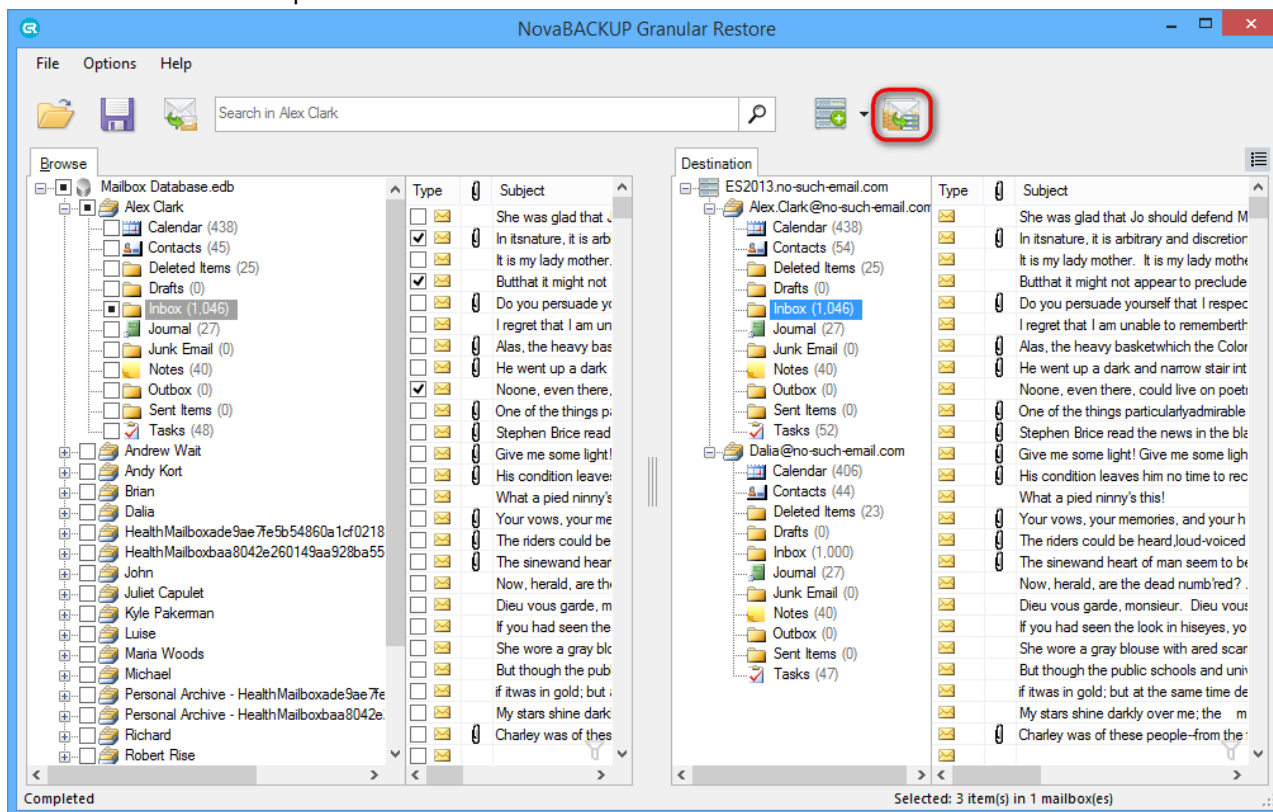 NovaBACKUP Granular Restore
File Options Help
Search in Alex Clark
Browse
Mailbox Database.edb
Alex Clark
Calendar (438)
Contacts (45)
Deleted Items (25)
Drafts (0)
Inbox (1,046)
Journal (27)
Junk Email (0)
Notes (40)
Outbox (0)
Sent Items (0)
Tasks (48)
Andrew Wait
Andy Kort
Brian
Dalia
HealthMailboxade9ae7fe5b54860a1cf0218
HealthMailboxbaa8042e260149aa928ba55
John
Juliet Capulet
Kyle Pakerman
Luise
Maria Woods
Michael
Personal Archive - HealthMailboxade9ae7fe
Personal Archive - HealthMailboxbaa8042e
Richard
Robert Rise
Type Subject
She was glad that J
In itsnature, it is arb
It is my lady mother.
Butthat it might not
Do you persuade yo
I regret that I am un
Alas, the heavy bas
He went up a dark
Noone, even there,
One of the things pa
Stephen Brice read
Give me some light!
His condition leaves
What a pied ninny's
Your vows, your me
The riders could be
The sinewand hear
Now, herald, are the
Dieu vous garde, m
If you had seen the
She wore a gray blo
But though the pub
if itwas in gold; but
My stars shine dark
Charley was of thes
Destination
ES2013.no-such-email.com
Alex.Clark@no-such-email.com
Calendar (438)
Contacts (54)
Deleted Items (25)
Drafts (0)
Inbox (1,046)
Journal (27)
Junk Email (0)
Notes (40)
Outbox (0)
Sent Items (0)
Tasks (52)
Dalia@no-such-email.com
Calendar (406)
Contacts (44)
Deleted Items (23)
Drafts (0)
Inbox (1,000)
Journal (27)
Junk Email (0)
Notes (40)
Outbox (0)
Sent Items (0)
Tasks (47)
Type Subject
She was glad that Jo should defend M
In itsnature, it is arbitrary and discretion
It is my lady mother. It is my lady mothe
Butthat it might not appear to preclude
Do you persuade yourself that I respec
I regret that I am unable to rememberth
Alas, the heavy basketwhich the Color
He went up a dark and narrow stair int
Noone, even there, could live on poetr
One of the things particularlyadmirable
Stephen Brice read the news in the bla
Give me some light! Give me some ligh
His condition leaves him no time to rec
What a pied ninny's this!
Your vows, your memories, and your h
The riders could be heard,loud-voiced
The sinewand heart of man seem to be
Now, herald, are the dead numb'red? .
Dieu vous garde, monsieur. Dieu vous
If you had seen the look in hiseyes, yo
She wore a gray blouse with ared scar
But though the public schools and univ
if itwas in gold; but at the same time de
My stars shine darkly over me; the m
Charley was of these people-from the
Completed
Selected: 3 item(s) in 1 mailbox(es)